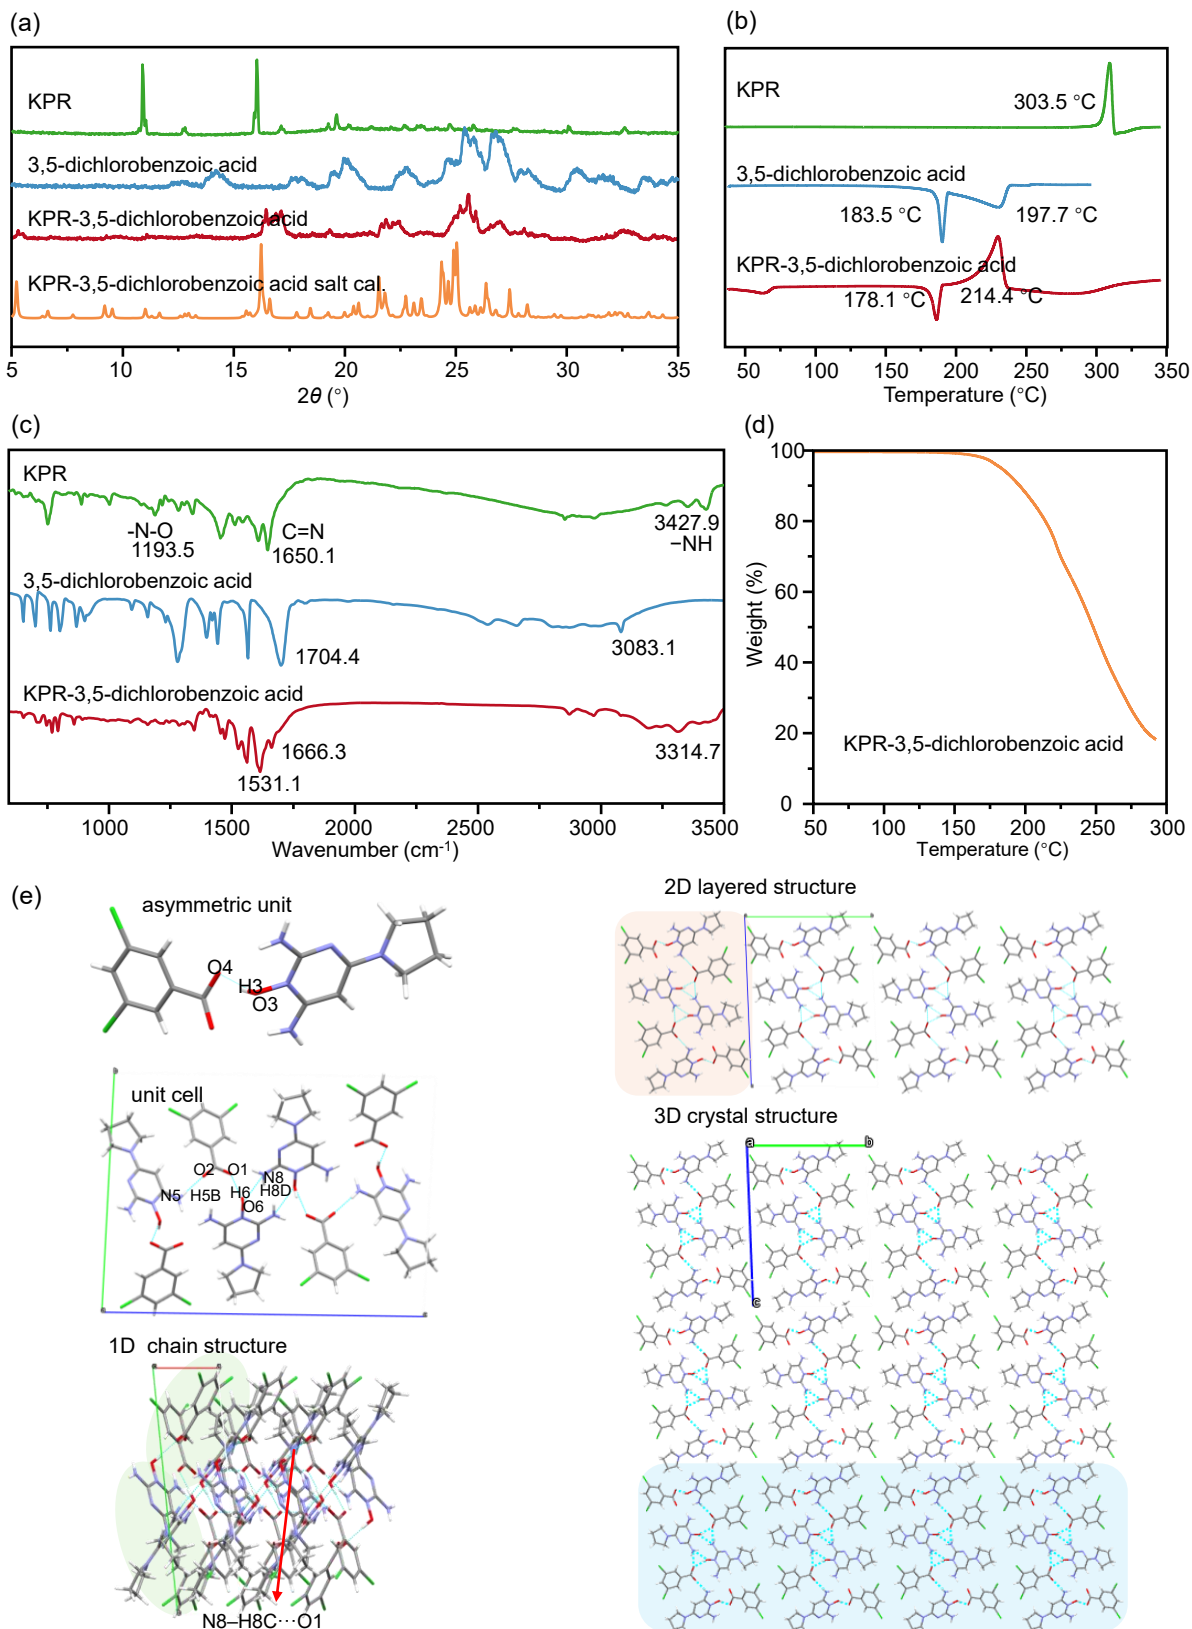 (a)
KPR
3,5-dichlorobenzoic acid
KPR-3,5-dichlorobenzoic acid
KPR-3,5-dichlorobenzoic acid salt cal.
5 10 15 20 25 30 35
2θ (°)
(b)
KPR
303.5 °C
3,5-dichlorobenzoic acid
183.5 °C 197.7 °C
KPR-3,5-dichlorobenzoic acid
178.1 °C 214.4 °C
50 100 150 200 250 300 350
Temperature (°C)
(c)
KPR
-N-O C=N 3427.9
1193.5 1650.1 −NH
3,5-dichlorobenzoic acid
1704.4 3083.1
KPR-3,5-dichlorobenzoic acid
1666.3 3314.7
1531.1
1000 1500 2000 2500 3000 3500
Wavenumber (cm-1)
(d)
100
80
60
40
20
0
Weight (%)
KPR-3,5-dichlorobenzoic acid
50 100 150 200 250 300
Temperature (°C)
(e)
asymmetric unit
O4
H3
O3
unit cell
O2 O1
N8
N5 H5B H6 H8D
O6
1D chain structure
N8–H8C···O1
2D layered structure
3D crystal structure
a b
c